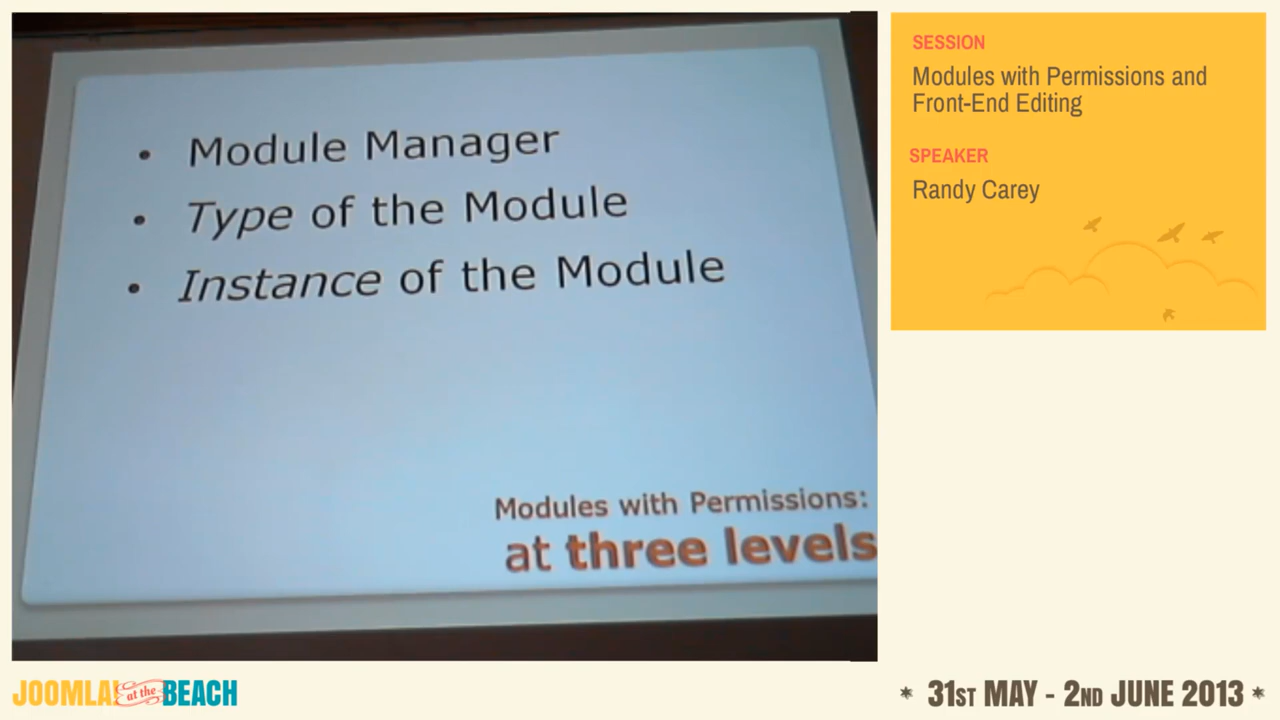 • Module Manager
• Type of the Module
• Instance of the Module
Modules with Permissions:
at three levels
SESSION
Modules with Permissions and
Front-End Editing
SPEAKER
Randy Carey
JOOMLA! at the BEACH
* 31ST MAY - 2ND JUNE 2013 *